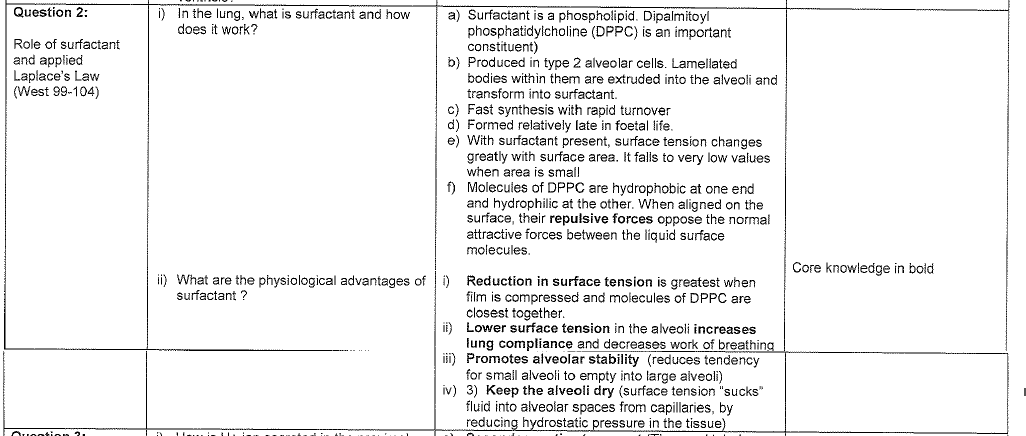 Question 2:
Role of surfactant
and applied
Laplace's Law
(West 99-104)
i) In the lung, what is surfactant and how
does it work?
a) Surfactant is a phospholipid. Dipalmitoyl
phosphatidylcholine (DPPC) is an important
constituent)
b) Produced in type 2 alveolar cells. Lamellated
bodies within them are extruded into the alveoli and
transform into surfactant.
c) Fast synthesis with rapid turnover
d) Formed relatively late in foetal life.
e) With surfactant present, surface tension changes
greatly with surface area. It falls to very low values
when area is small
f) Molecules of DPPC are hydrophobic at one end
and hydrophilic at the other. When aligned on the
surface, their repulsive forces oppose the normal
attractive forces between the liquid surface
molecules.
ii) What are the physiological advantages of
surfactant ?
i) Reduction in surface tension is greatest when
film is compressed and molecules of DPPC are
closest together.
ii) Lower surface tension in the alveoli increases
lung compliance and decreases work of breathing
iii) Promotes alveolar stability (reduces tendency
for small alveoli to empty into large alveoli)
iv) 3) Keep the alveoli dry (surface tension "sucks"
fluid into alveolar spaces from capillaries, by
reducing hydrostatic pressure in the tissue)
Core knowledge in bold
Question 3: